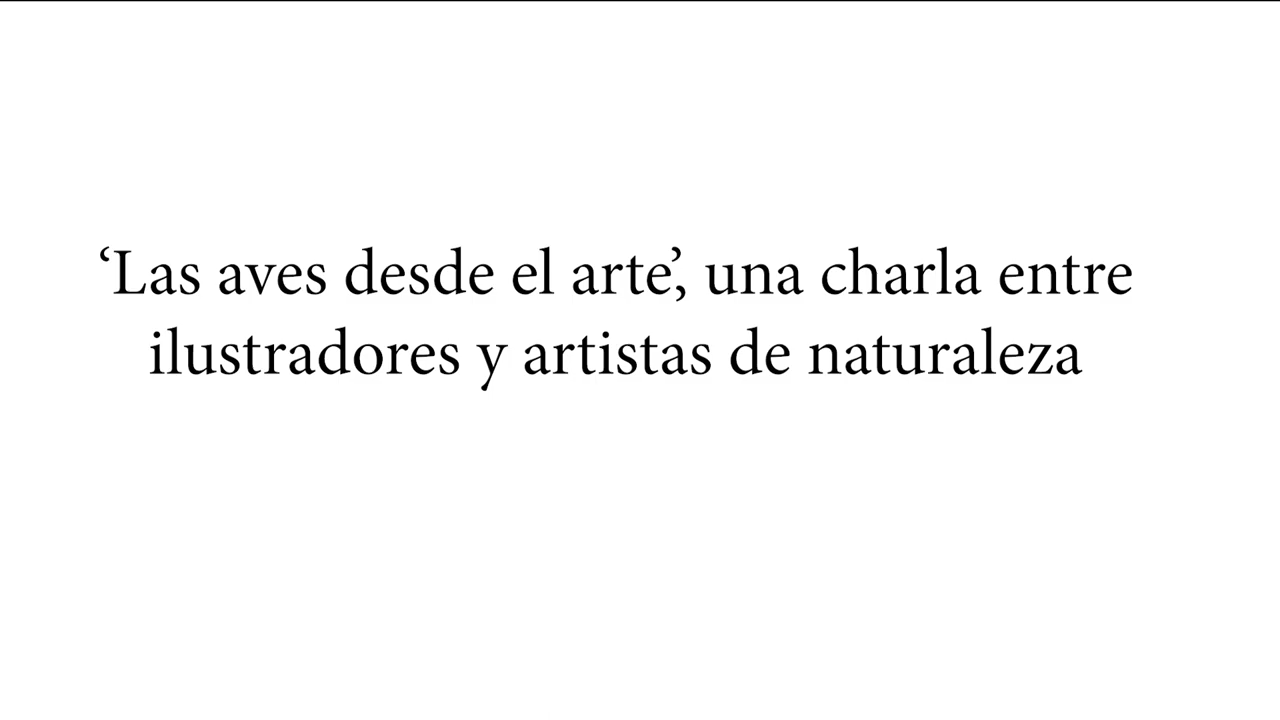 ‘Las aves desde el arte’, una charla entre
ilustradores y artistas de naturaleza